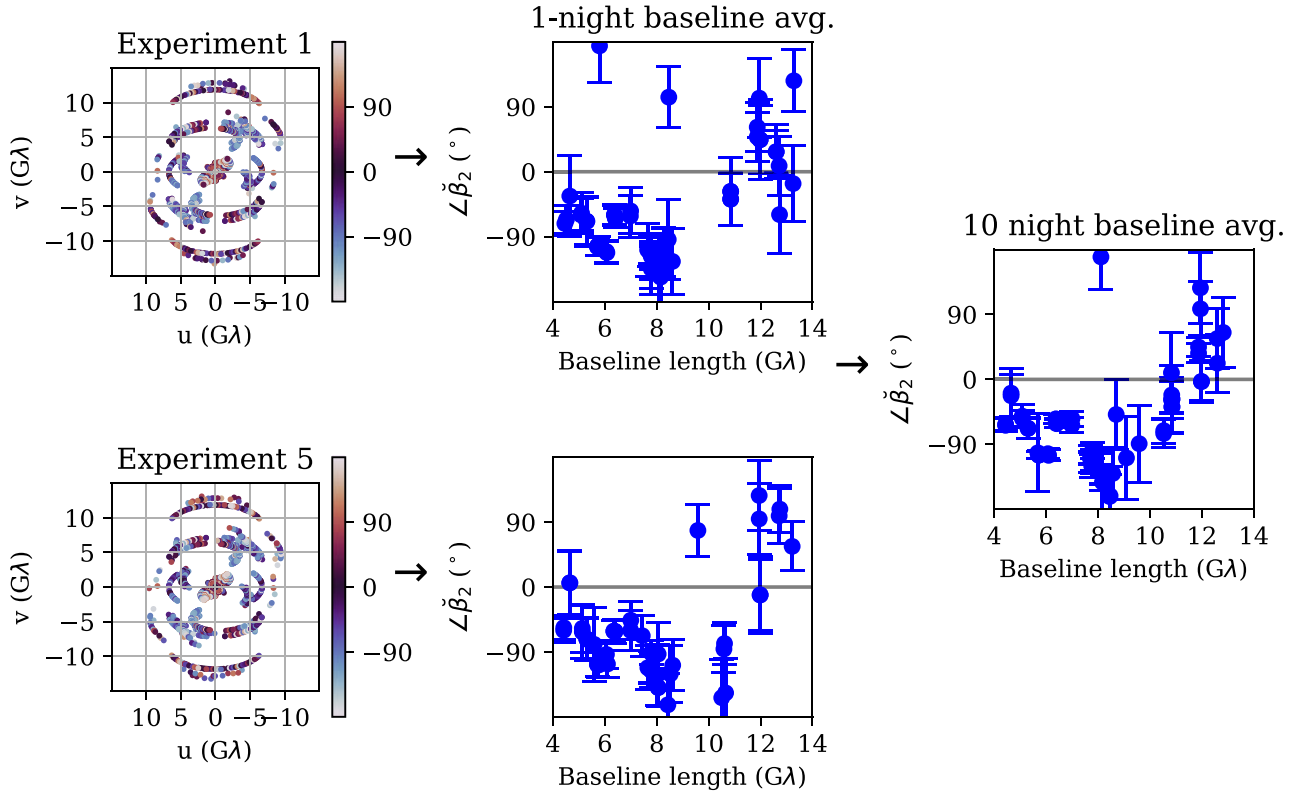 1-night baseline avg.
Experiment 1
10
5
0
−5
−10
v (Gλ)
10 5 0 −5−10
u (Gλ)
90
0
−90
→
90
0
−90
∠β̆₂ (°)
4 6 8 10 12 14
Baseline length (Gλ)
→
10 night baseline avg.
90
0
−90
∠β̆₂ (°)
4 6 8 10 12 14
Baseline length (Gλ)
Experiment 5
10
5
0
−5
−10
v (Gλ)
10 5 0 −5−10
u (Gλ)
90
0
−90
→
90
0
−90
∠β̆₂ (°)
4 6 8 10 12 14
Baseline length (Gλ)